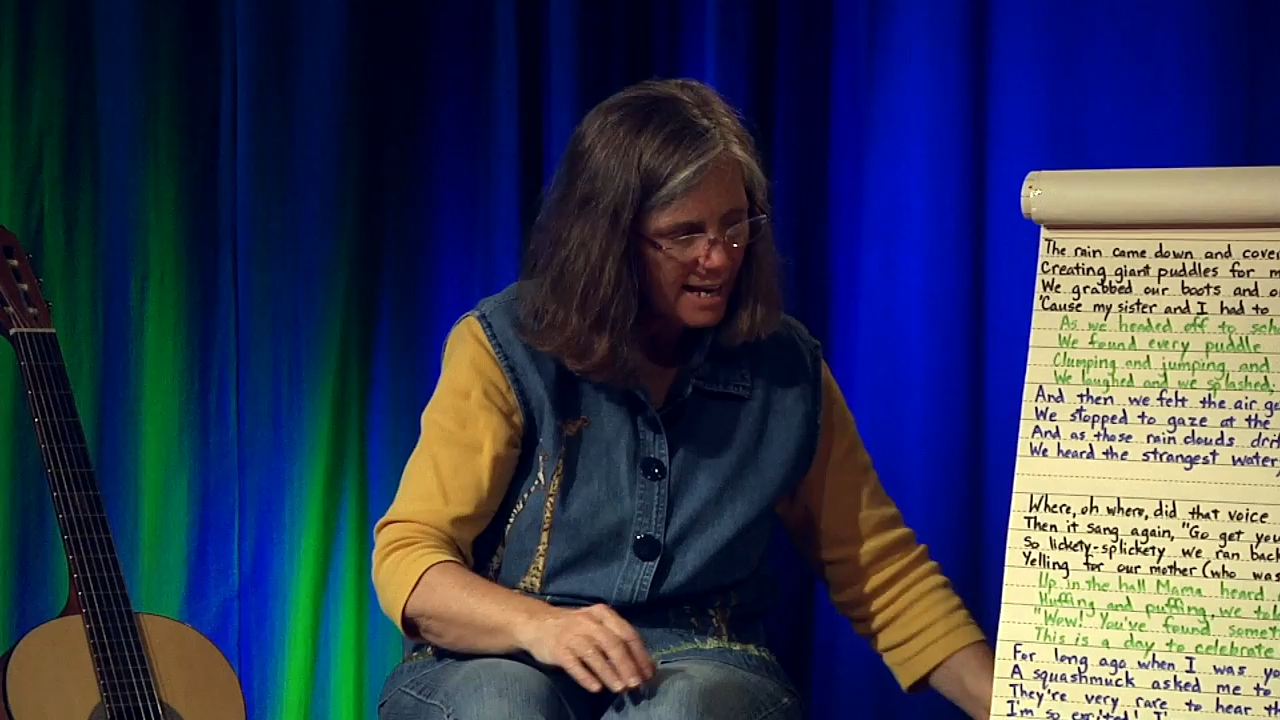 The rain came down and cover
Creating giant puddles for m
We grabbed our boots and o
'Cause my sister and I had to
As we headed off to sch
We found every puddle
Clumping and jumping, and
We laughed and we splashed;
And then we felt the air ge
We stopped to gaze at the
And as those rain clouds dri
We heard the strangest water
Where, oh where, did that voice
Then it sang again, "Go get you
So lickety-splickety we ran back
Yelling for our mother (who was
Up in the hall Mama heard
Huffing and puffing we tol
"Wow! You've found somet
This is a day to celebrate
For long ago when I was yo
A squashmuck asked me to
They're very rare to hear th
I'm so